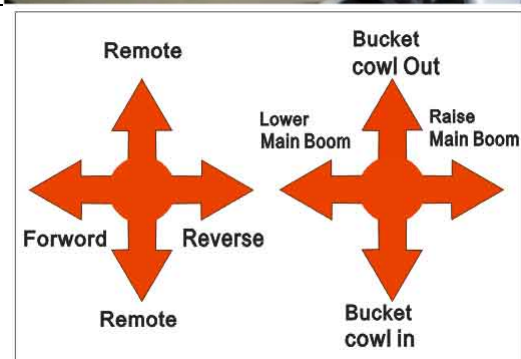 Remote
Forword
Reverse
Remote
Bucket
cowl Out
Lower
Main Boom
Raise
Main Boom
Bucket
cowl in